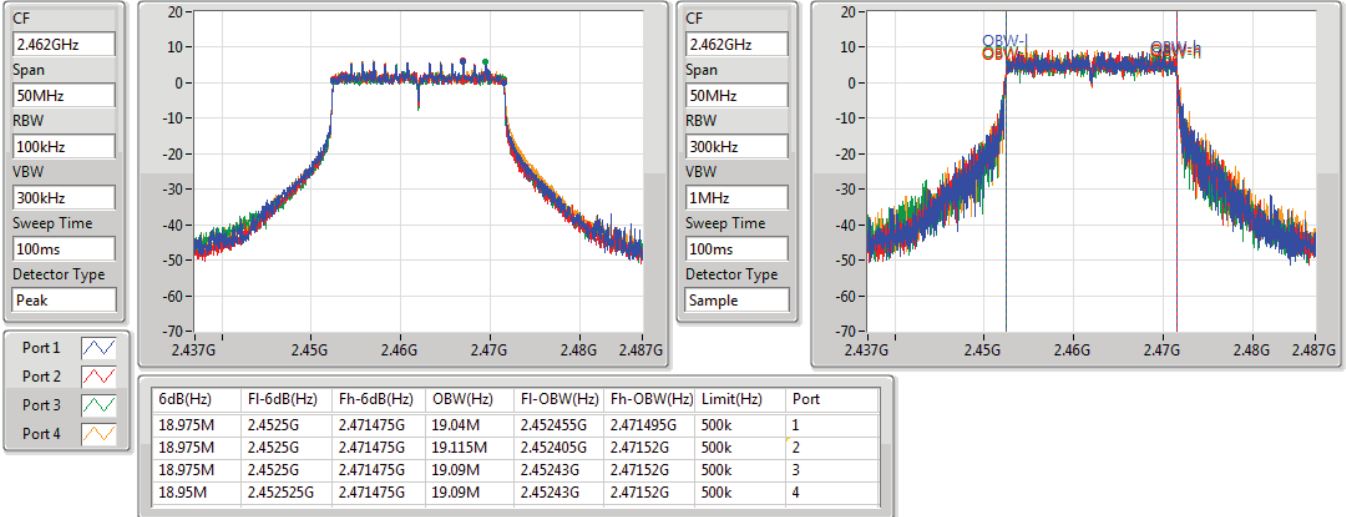 CF
2.462GHz
Span
50MHz
RBW
100kHz
VBW
300kHz
Sweep Time
100ms
Detector Type
Peak
20
10
0
-10
-20
-30
-40
-50
-60
-70
2.437G 2.45G 2.46G 2.47G 2.48G 2.487G
CF
2.462GHz
Span
50MHz
RBW
300kHz
VBW
1MHz
Sweep Time
100ms
Detector Type
Sample
20
10
0
-10
-20
-30
-40
-50
-60
-70
OBW-l OBW-h
2.437G 2.45G 2.46G 2.47G 2.48G 2.487G
Port 1
Port 2
Port 3
Port 4
6dB(Hz) Fl-6dB(Hz) Fh-6dB(Hz) OBW(Hz) Fl-OBW(Hz) Fh-OBW(Hz) Limit(Hz) Port
18.975M 2.4525G 2.471475G 19.04M 2.452455G 2.471495G 500k 1
18.975M 2.4525G 2.471475G 19.115M 2.452405G 2.47152G 500k 2
18.975M 2.4525G 2.471475G 19.09M 2.45243G 2.47152G 500k 3
18.95M 2.452525G 2.471475G 19.09M 2.45243G 2.47152G 500k 4